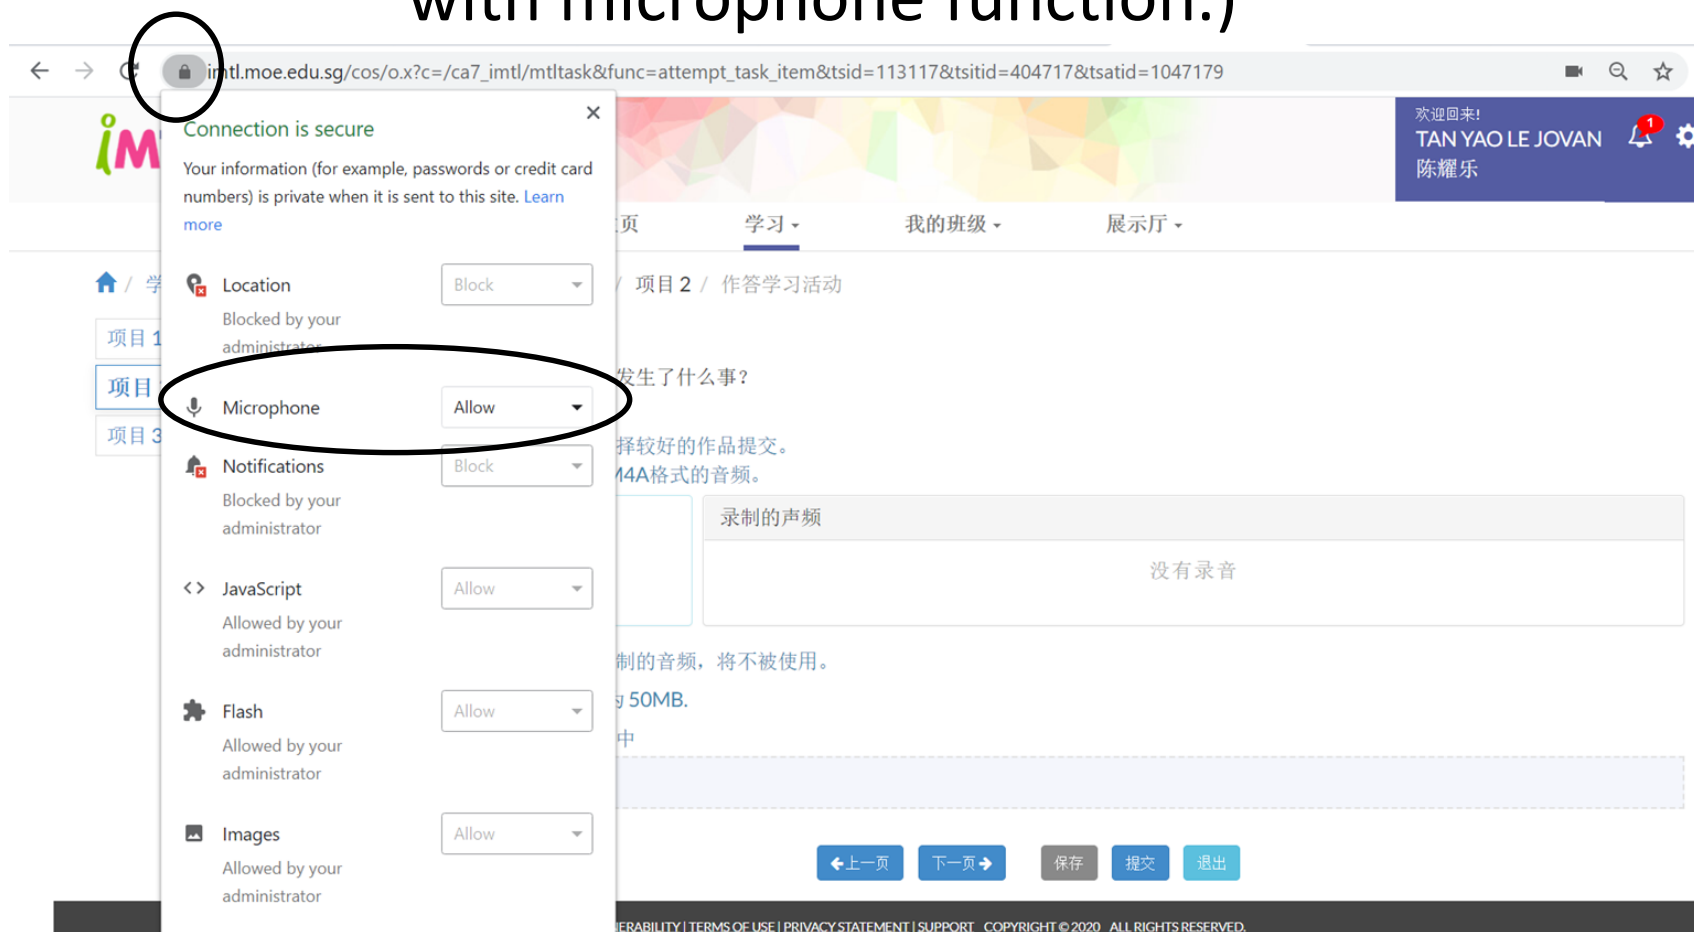 with microphone function.)
imtl.moe.edu.sg/cos/o.x?c=/ca7_imtl/mtltask&func=attempt_task_item&tsid=113117&tsitid=404717&tsatid=1047179
iM
欢迎回来!
TAN YAO LE JOVAN
1
陈耀乐
Connection is secure
Your information (for example, passwords or credit card
numbers) is private when it is sent to this site. Learn
more
页 学习 我的班级 展示厅
/ 学 / 项目 2 / 作答学习活动
项目 1
项目
项目 3
Location Block
Blocked by your
administrator
Microphone Allow
Notifications Block
Blocked by your
administrator
JavaScript Allow
Allowed by your
administrator
Flash Allow
Allowed by your
administrator
Images Allow
Allowed by your
administrator
发生了什么事?
择较好的作品提交。
M4A格式的音频。
录制的声频
没有录音
制的音频，将不被使用。
为 50MB.
中
上一页 下一页 保存 提交 退出
NERABILITY | TERMS OF USE | PRIVACY STATEMENT | SUPPORT COPYRIGHT © 2020 ALL RIGHTS RESERVED.